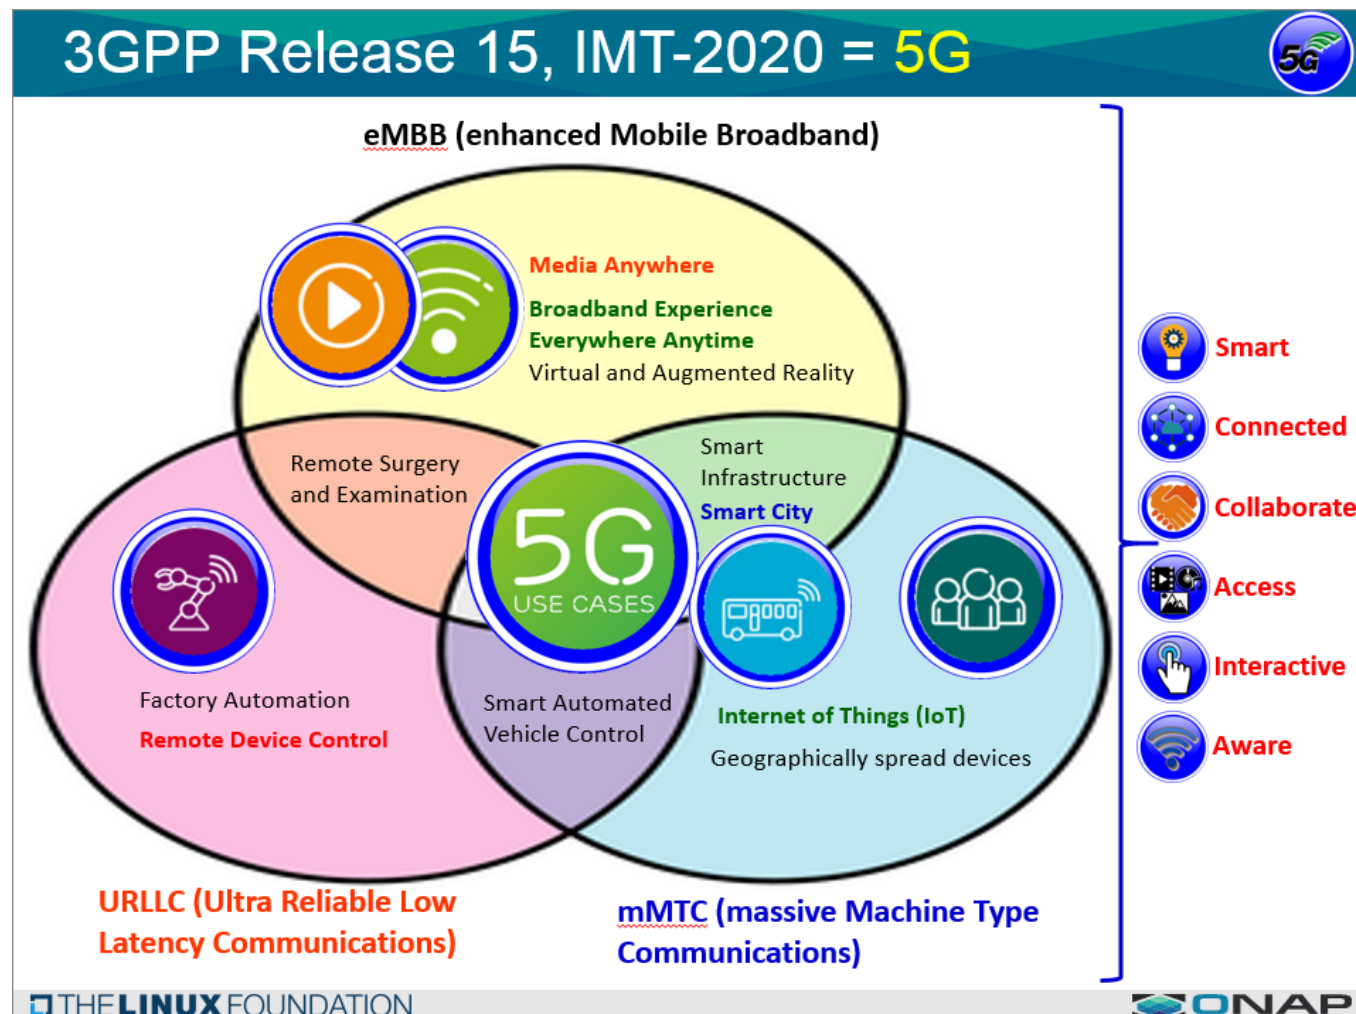 3GPP Release 15, IMT-2020 = 5G
5G
eMBB (enhanced Mobile Broadband)
Media Anywhere
Broadband Experience
Everywhere Anytime
Virtual and Augmented Reality
Remote Surgery
and Examination
Smart
Infrastructure
Smart City
5G
USE CASES
Factory Automation
Remote Device Control
Smart Automated
Vehicle Control
Internet of Things (IoT)
Geographically spread devices
URLLC (Ultra Reliable Low
Latency Communications)
mMTC (massive Machine Type
Communications)
Smart
Connected
Collaborate
Access
Interactive
Aware
THE LINUX FOUNDATION
ONAP